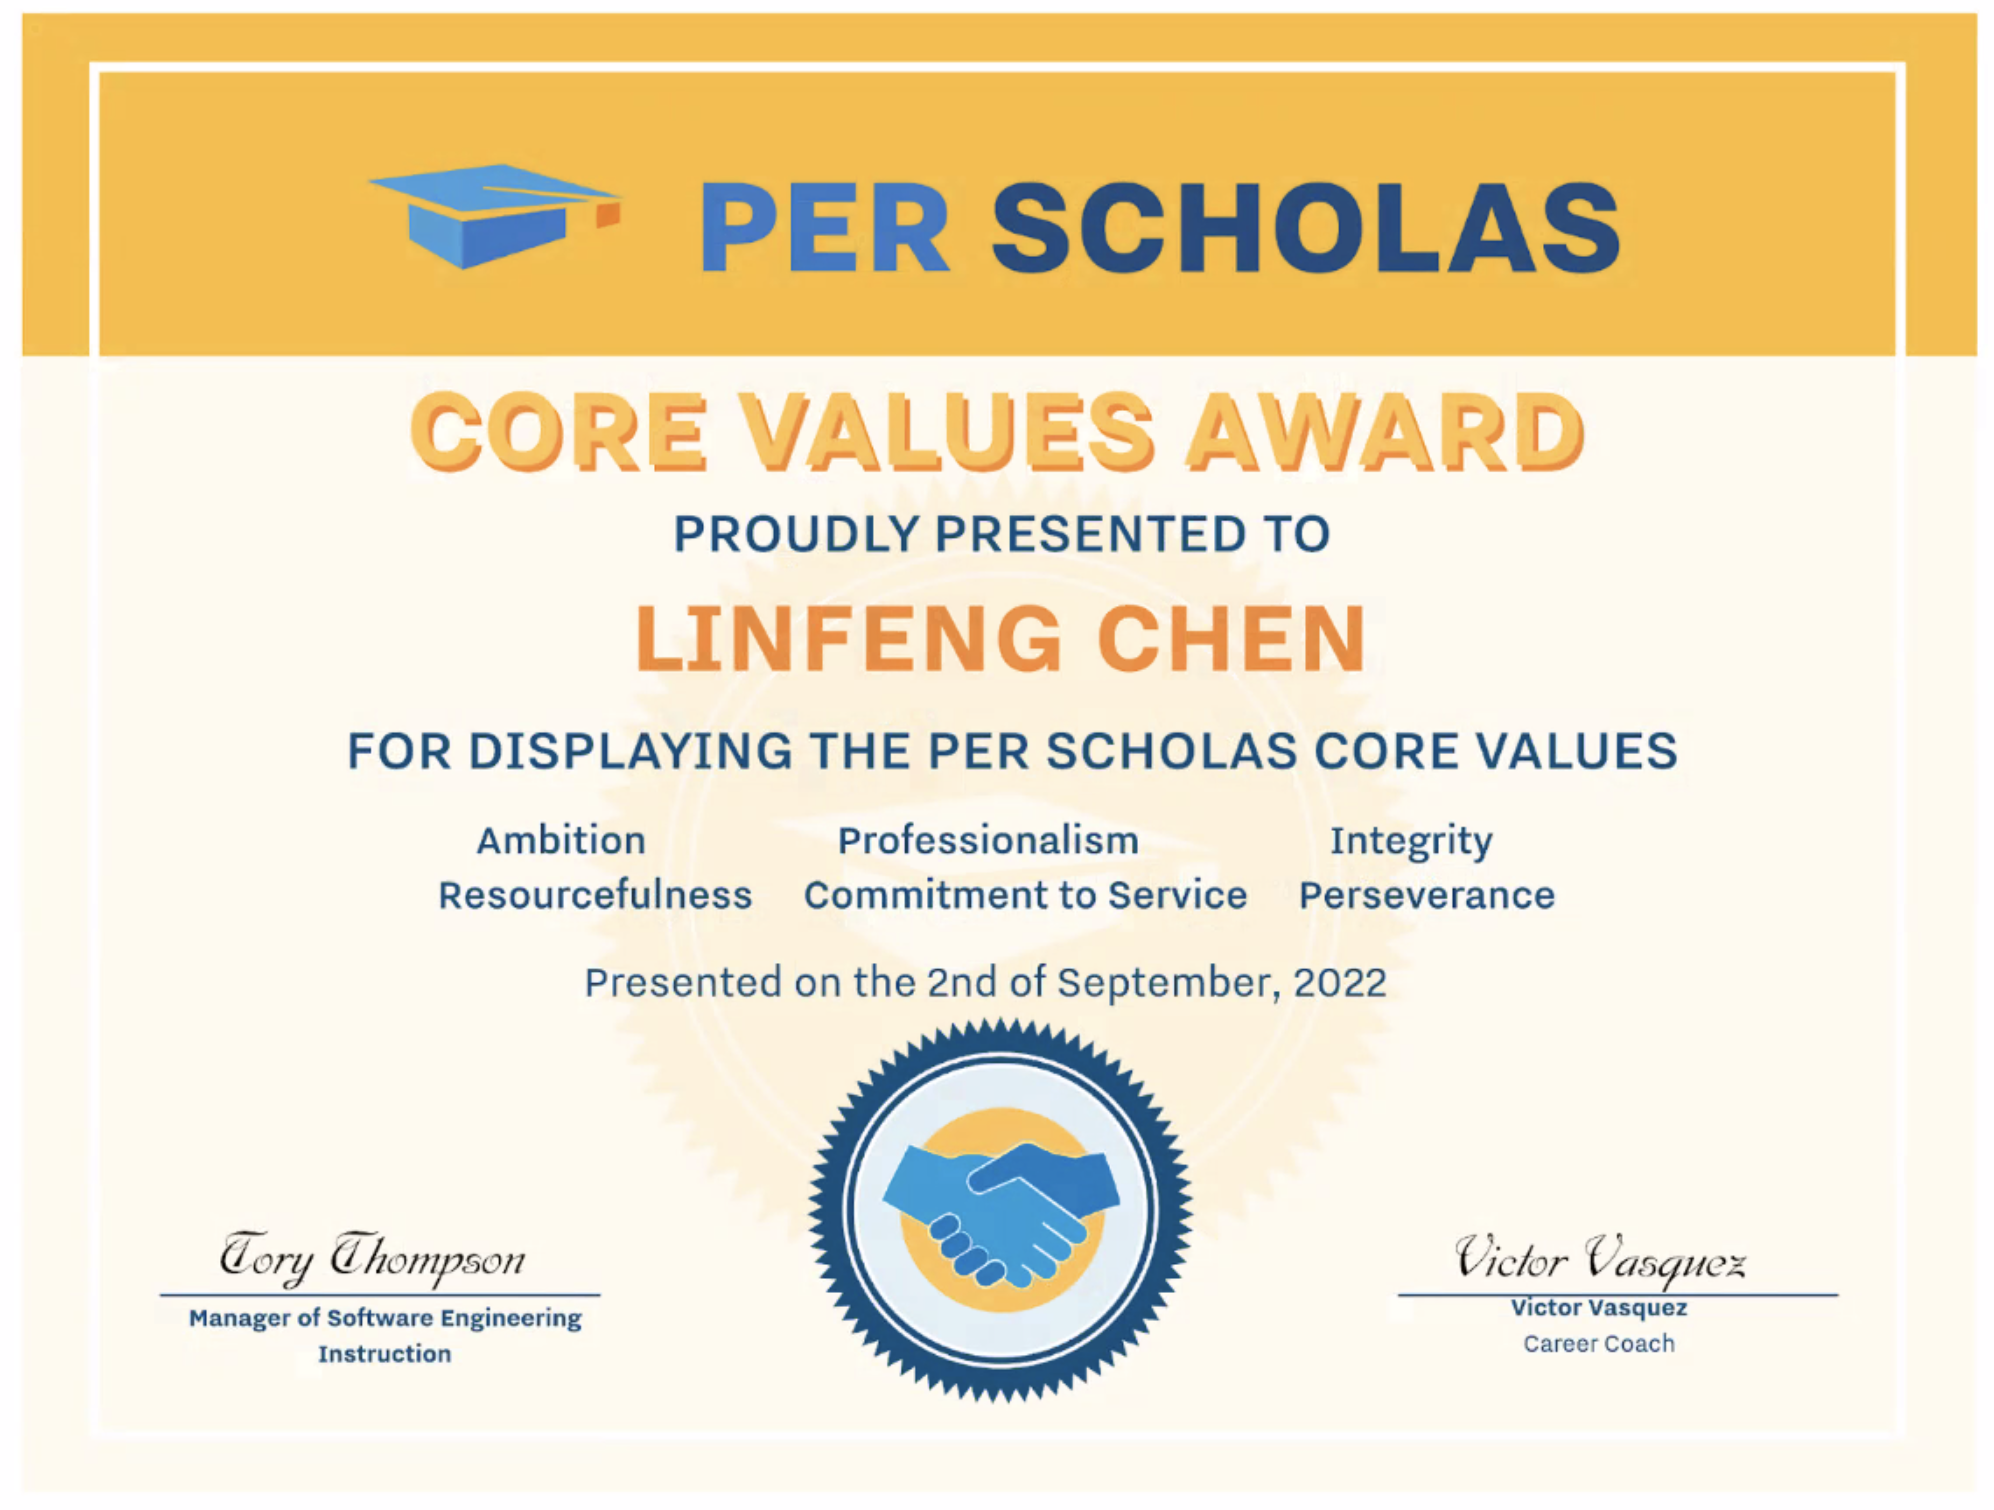 PER SCHOLAS
CORE VALUES AWARD
PROUDLY PRESENTED TO
LINFENG CHEN
FOR DISPLAYING THE PER SCHOLAS CORE VALUES
Ambition Professionalism Integrity
Resourcefulness Commitment to Service Perseverance
Presented on the 2nd of September, 2022
Tory Thompson
Manager of Software Engineering
Instruction
Victor Vasquez
Victor Vasquez
Career Coach